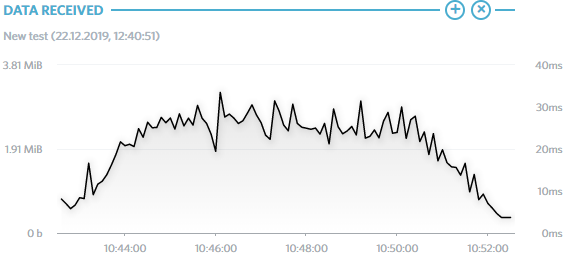 DATA RECEIVED
New test (22.12.2019, 12:40:51)
3.81 MiB 40ms
30ms
1.91 MiB 20ms
10ms
0 b 0ms
10:44:00 10:46:00 10:48:00 10:50:00 10:52:00